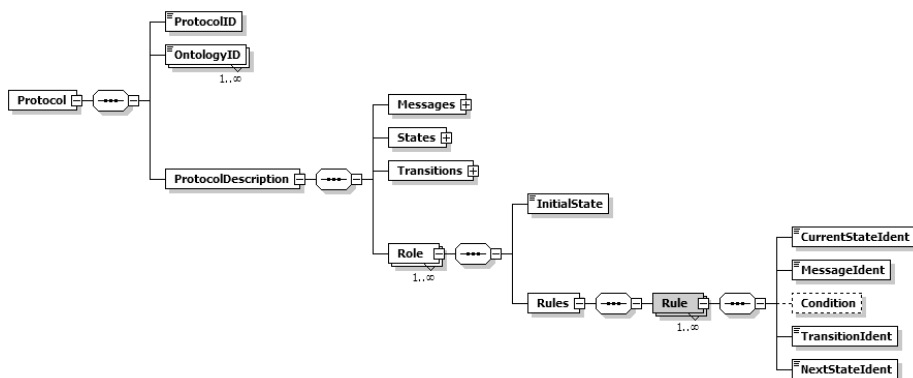 ProtocolID
OntologyID
1..∞
Protocol
ProtocolDescription
Messages
States
Transitions
Role
1..∞
InitialState
Rules
Rule
1..∞
CurrentStateIdent
MessageIdent
Condition
TransitionIdent
NextStateIdent